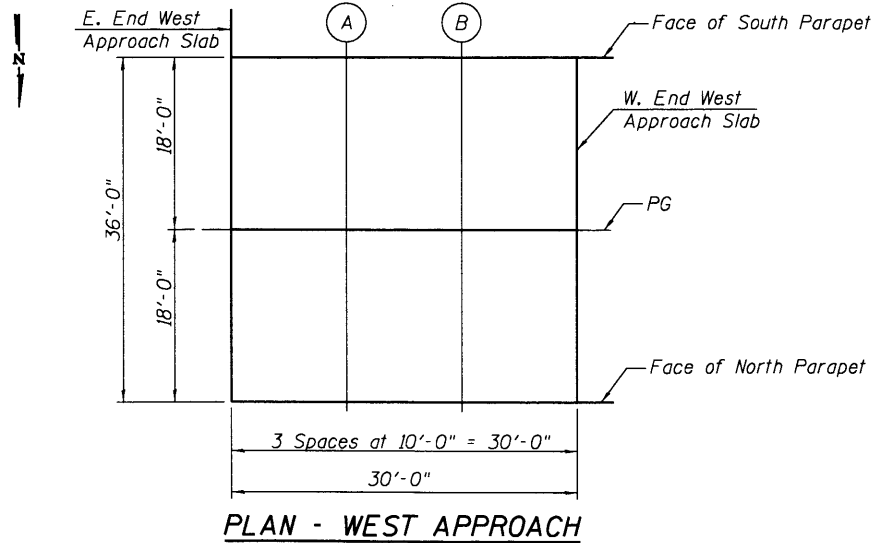 E. End West
Approach Slab
A
B
Face of South Parapet
N
W. End West
Approach Slab
18'-0"
36'-0"
PG
18'-0"
Face of North Parapet
3 Spaces at 10'-0" = 30'-0"
30'-0"
PLAN - WEST APPROACH